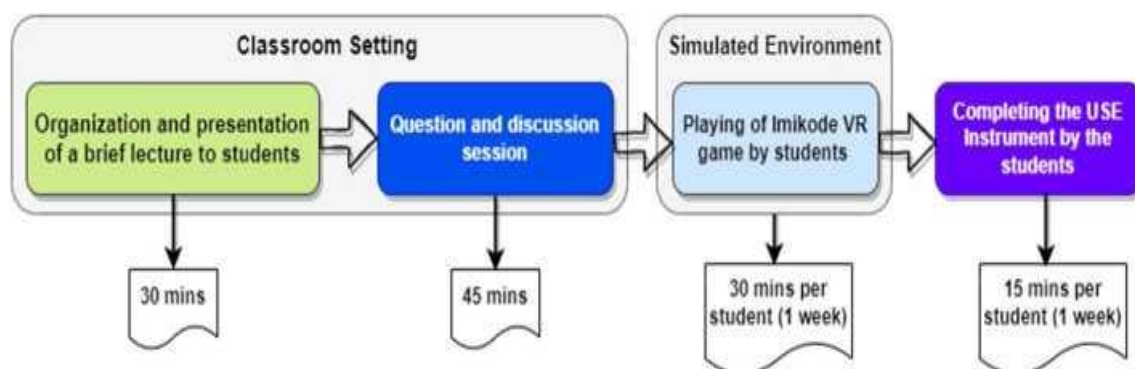 Classroom Setting
Simulated Environment
Organization and presentation
of a brief lecture to students
Question and discussion
session
Playing of Imikode VR
game by students
Completing the USE
Instrument by the
students
30 mins
45 mins
30 mins per
student (1 week)
15 mins per
student (1 week)